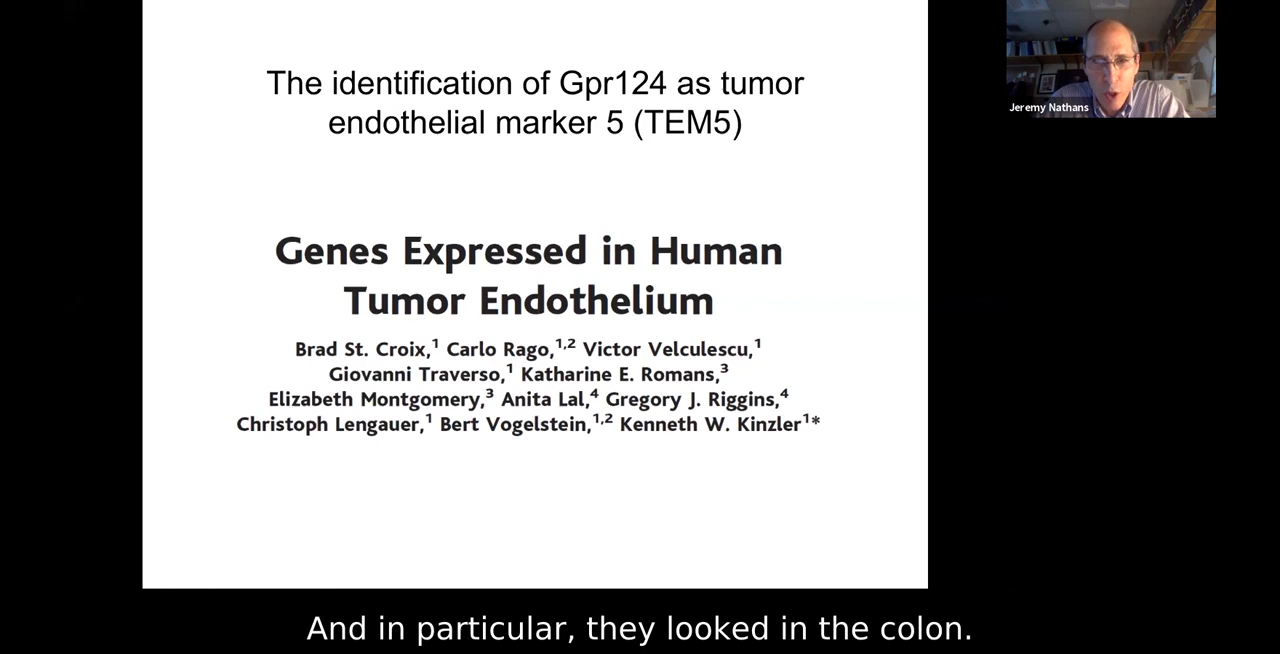 The identification of Gpr124 as tumor
endothelial marker 5 (TEM5)
Genes Expressed in Human
Tumor Endothelium
Brad St. Croix,¹ Carlo Rago,¹,² Victor Velculescu,¹
Giovanni Traverso,¹ Katharine E. Romans,³
Elizabeth Montgomery,³ Anita Lal,⁴ Gregory J. Riggins,⁴
Christoph Lengauer,¹ Bert Vogelstein,¹,² Kenneth W. Kinzler¹*
Jeremy Nathans
And in particular, they looked in the colon.